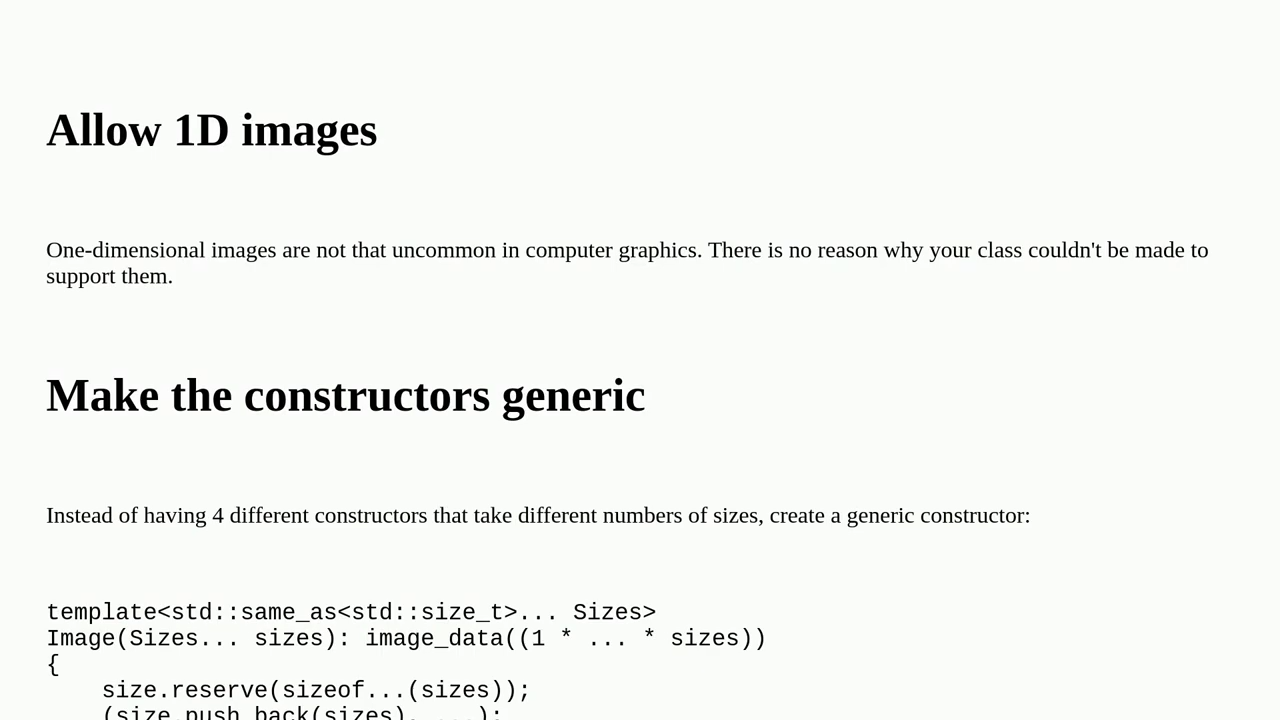 Allow 1D images
One-dimensional images are not that uncommon in computer graphics. There is no reason why your class couldn't be made to
support them.
Make the constructors generic
Instead of having 4 different constructors that take different numbers of sizes, create a generic constructor:
template<std::same_as<std::size_t>... Sizes>
Image(Sizes... sizes): image_data((1 * ... * sizes))
{
    size.reserve(sizeof...(sizes));
    (size.push_back(sizes), ...);